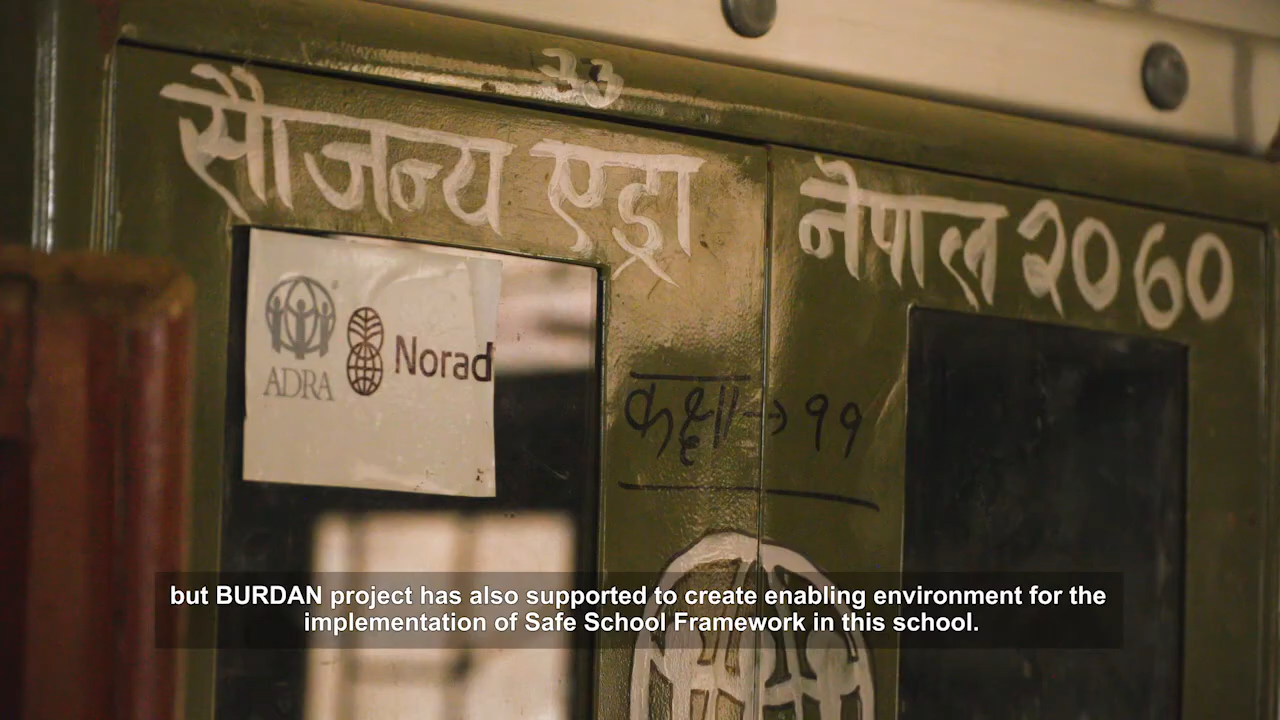 ३३
सौजन्य एड्रा नेपाल २०६०
ADRA
Norad
कक्षा → ११
but BURDAN project has also supported to create enabling environment for the
implementation of Safe School Framework in this school.